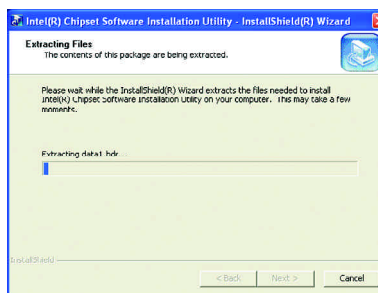 Intel(R) Chipset Software Installation Utility - InstallShield(R) Wizard
Extracting Files
The contents of this package are being extracted.
Please wait while the InstallShield(R) Wizard extracts the files needed to install
Intel(R) Chipset Software Installation Utility on your computer. This may take a few
moments.
Extracting data1.hdr...
InstallShield
< Back
Next >
Cancel